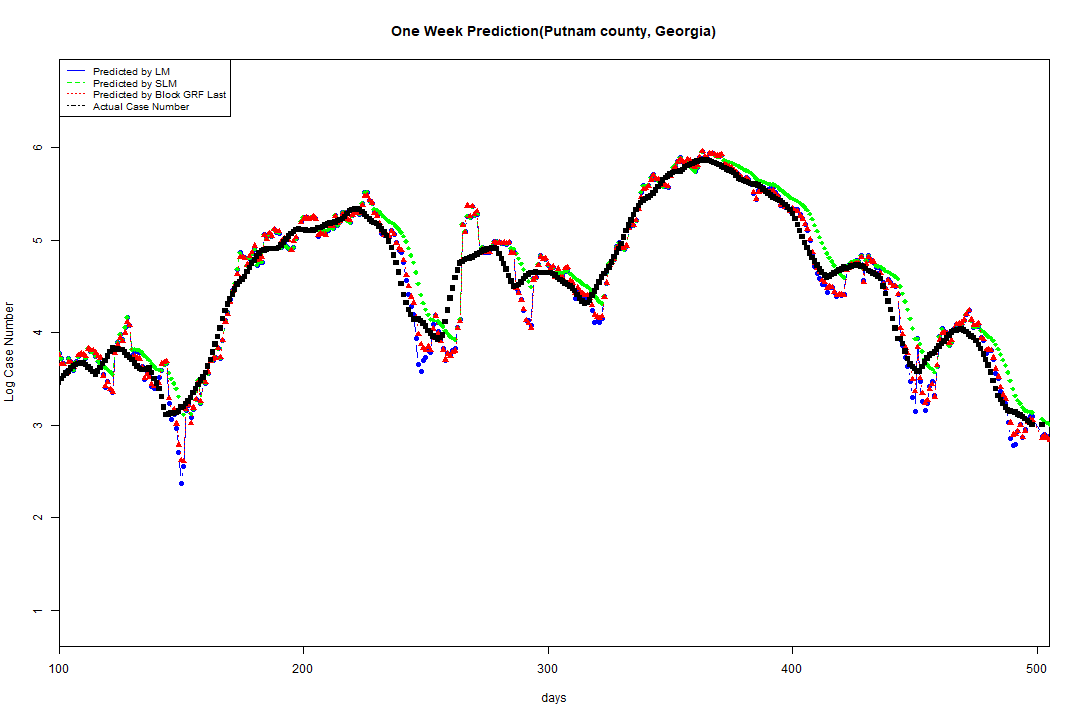 One Week Prediction(Putnam county, Georgia)
Predicted by LM
Predicted by SLM
Predicted by Block GRF Last
Actual Case Number
6
5
4
3
2
1
Log Case Number
100 200 300 400 500
days